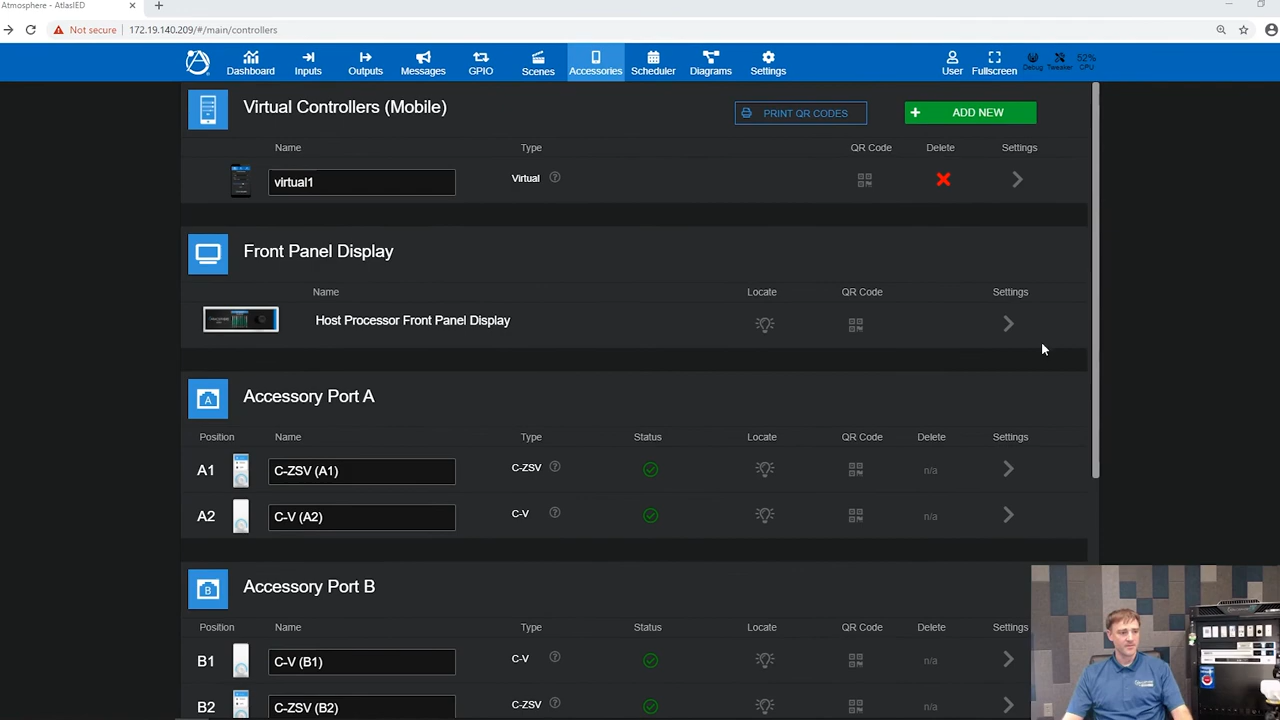 Atmosphere - AtlasIED
Not secure 172.19.140.209/#/main/controllers
Dashboard Inputs Outputs Messages GPIO Scenes Accessories Scheduler Diagrams Settings User Fullscreen Debug Tweaker 52% CPU
Virtual Controllers (Mobile) PRINT QR CODES + ADD NEW
Name Type QR Code Delete Settings
virtual1 Virtual ?
Front Panel Display
Name Locate QR Code Settings
Host Processor Front Panel Display
A Accessory Port A
Position Name Type Status Locate QR Code Delete Settings
A1 C-ZSV (A1) C-ZSV ? n/a
A2 C-V (A2) C-V ? n/a
B Accessory Port B
Position Name Type Status Locate QR Code Delete Settings
B1 C-V (B1) C-V ? n/a
B2 C-ZSV (B2) C-ZSV ? n/a